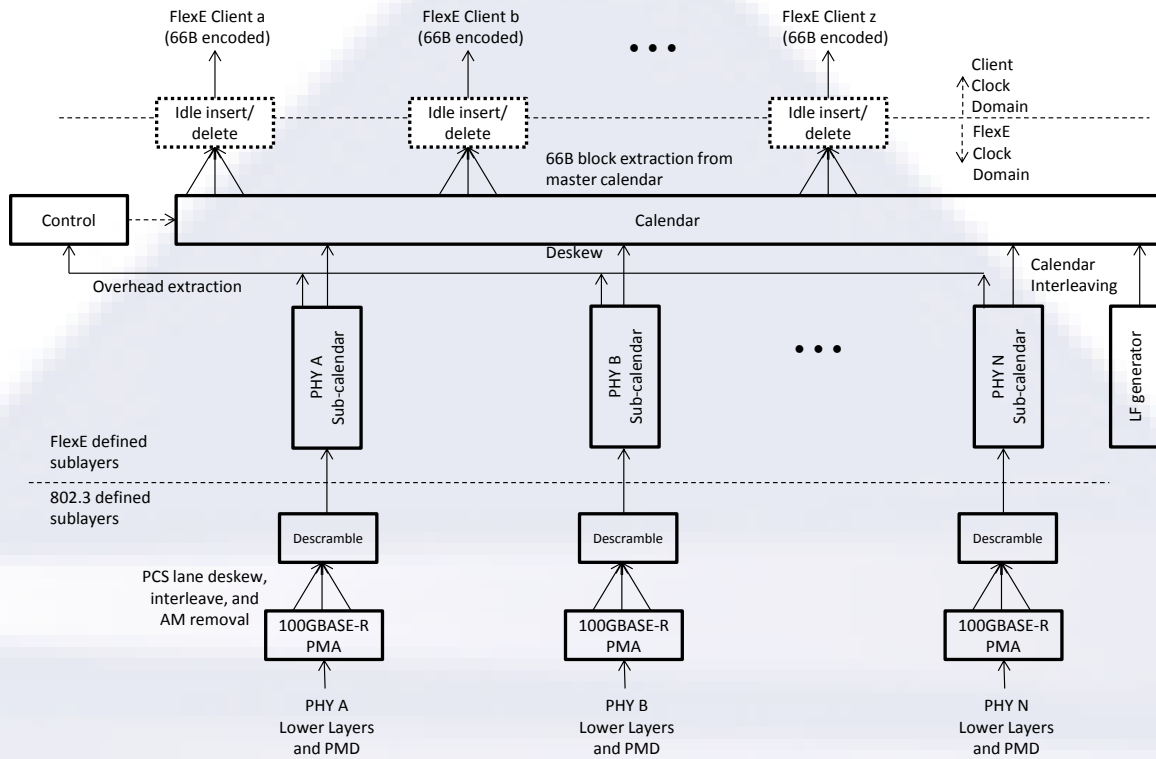 FlexE Client a
(66B encoded)
FlexE Client b
(66B encoded)
FlexE Client z
(66B encoded)
Client
Clock
Domain
Idle insert/
delete
Idle insert/
delete
Idle insert/
delete
FlexE
Clock
Domain
66B block extraction from
master calendar
Control
Calendar
Deskew
Overhead extraction
Calendar
Interleaving
PHY A
Sub-calendar
PHY B
Sub-calendar
PHY N
Sub-calendar
LF generator
FlexE defined
sublayers
802.3 defined
sublayers
Descramble
Descramble
Descramble
PCS lane deskew,
interleave, and
AM removal
100GBASE-R
PMA
100GBASE-R
PMA
100GBASE-R
PMA
PHY A
Lower Layers
and PMD
PHY B
Lower Layers
and PMD
PHY N
Lower Layers
and PMD